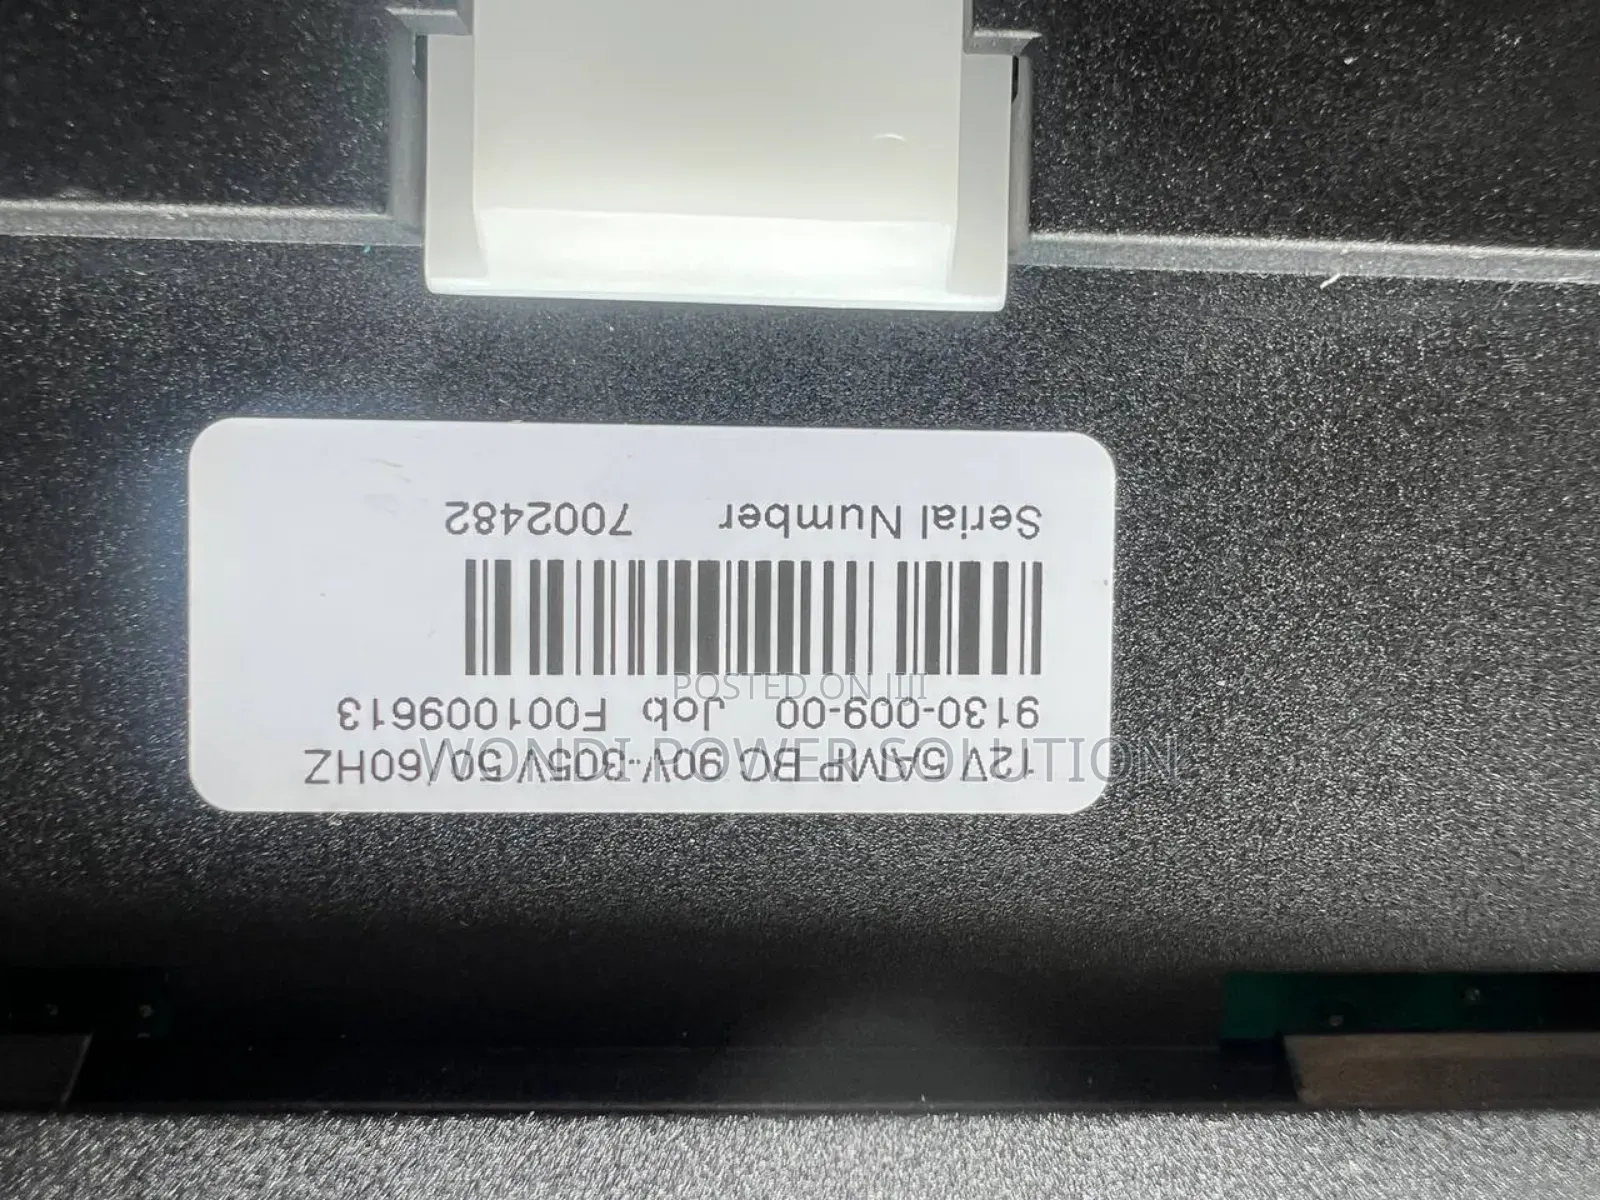 12V 5AMP BC 90V-305V 50/60HZ
9130-009-00 Job F001009613
Serial Number 7002482
POSTED ON IIJI
WONDI POWER SOLUTION